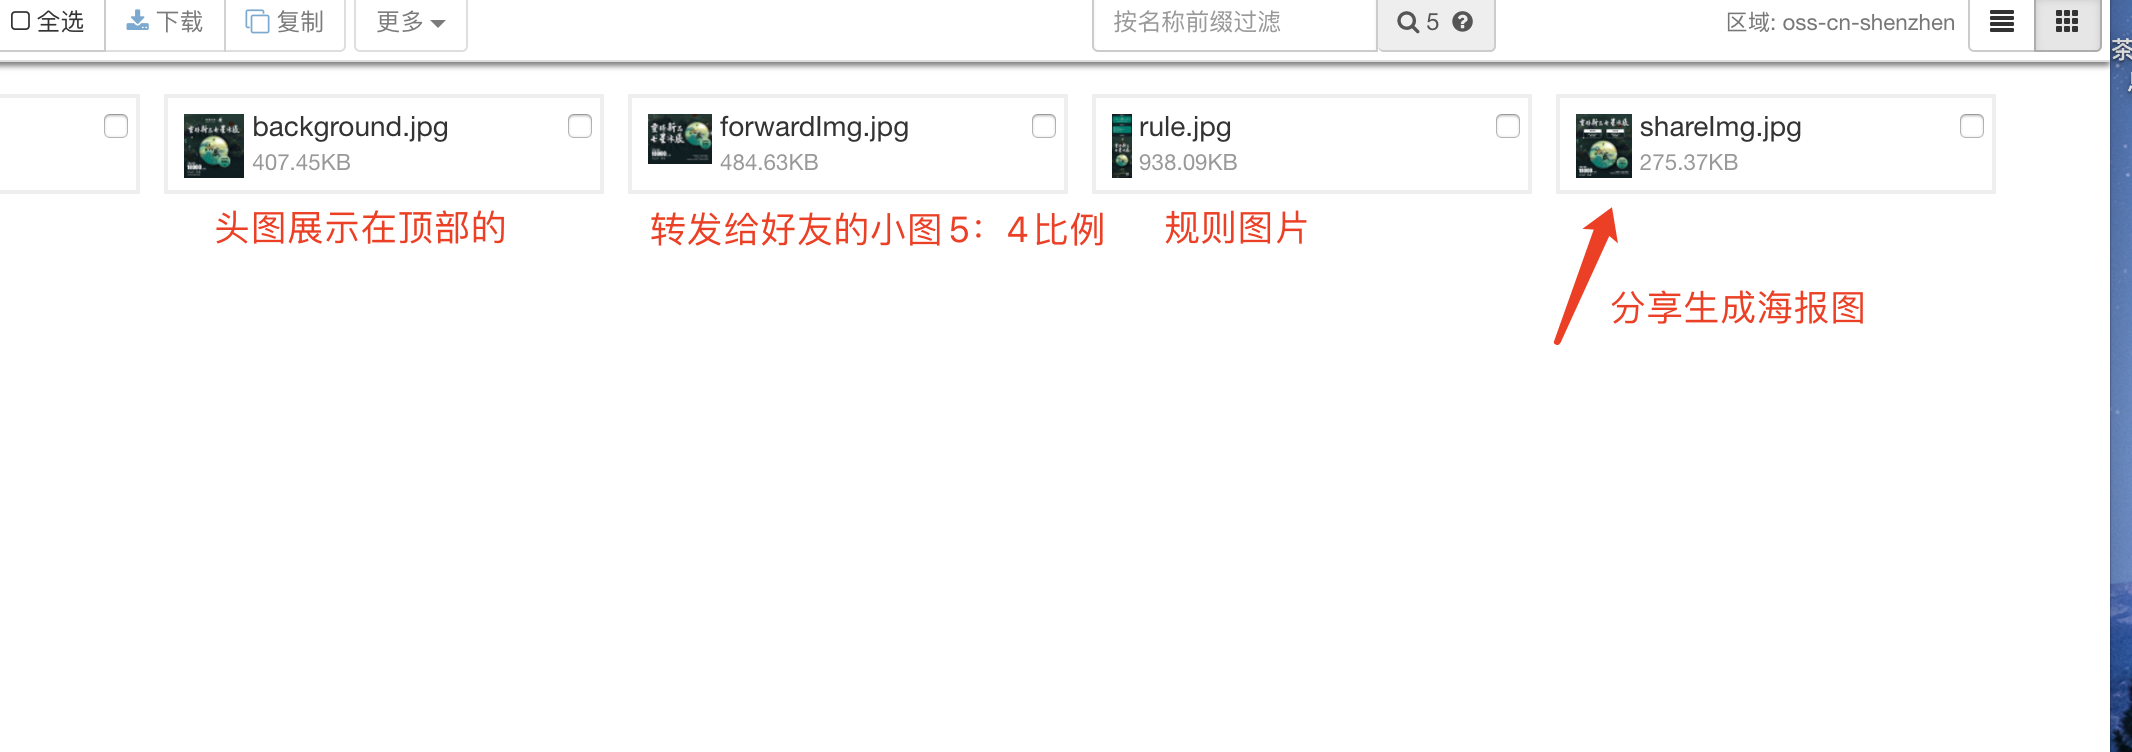 全选 下载 复制 更多 按名称前缀过滤 5 区域: oss-cn-shenzhen
茶
background.jpg
407.45KB
forwardImg.jpg
484.63KB
rule.jpg
938.09KB
shareImg.jpg
275.37KB
头图展示在顶部的
转发给好友的小图5：4比例
规则图片
分享生成海报图